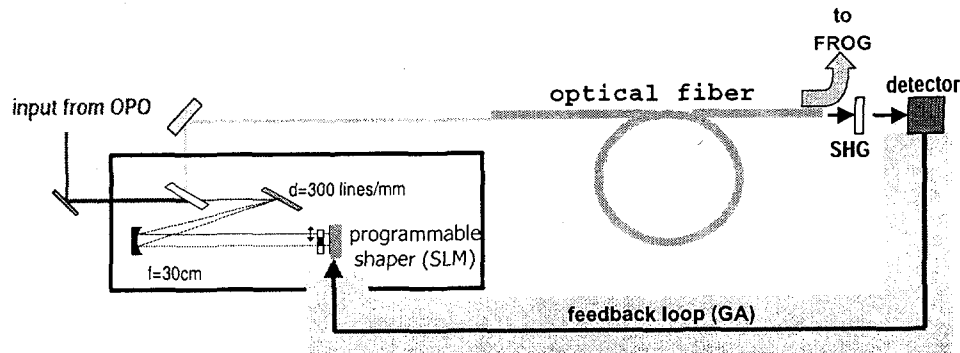 to
FROG
optical fiber
detector
input from OPO
SHG
d=300 lines/mm
programmable
shaper (SLM)
f=30cm
feedback loop (GA)